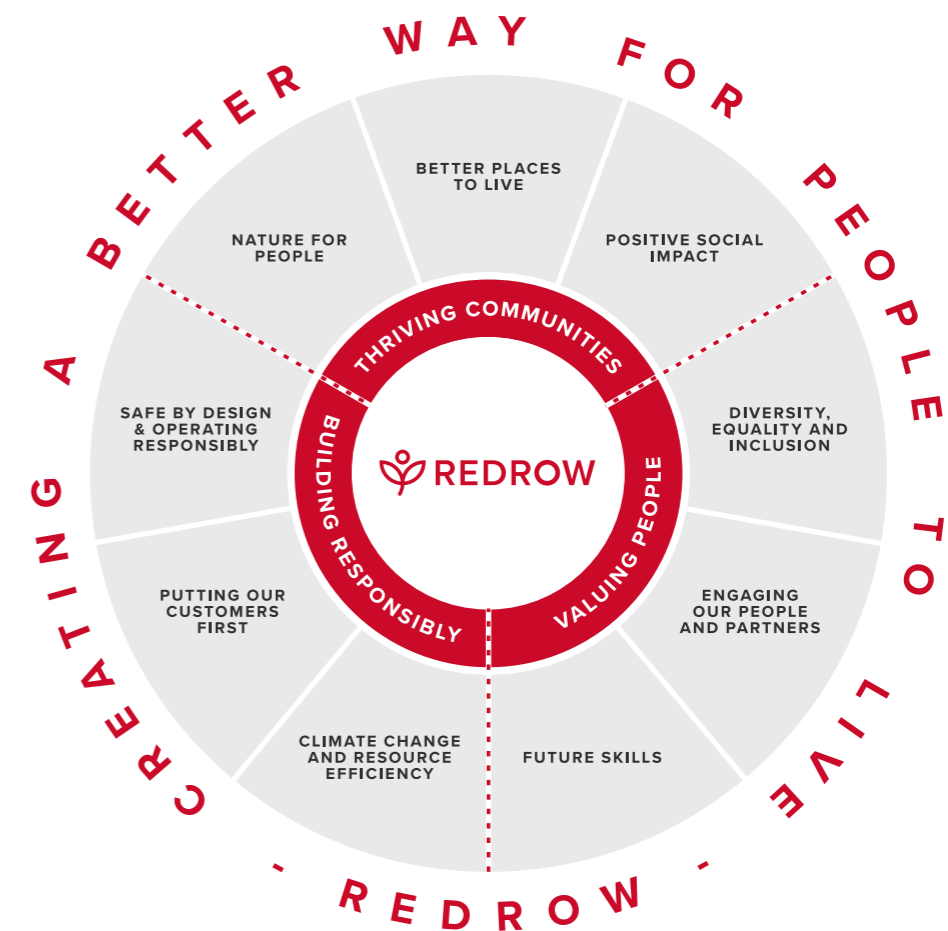 CREATING A BETTER WAY FOR PEOPLE TO LIVE
- REDROW -
BETTER PLACES
TO LIVE
NATURE FOR
PEOPLE
POSITIVE SOCIAL
IMPACT
THRIVING COMMUNITIES
SAFE BY DESIGN
& OPERATING
RESPONSIBLY
DIVERSITY,
EQUALITY AND
INCLUSION
BUILDING RESPONSIBLY
REDROW
VALUING PEOPLE
PUTTING OUR
CUSTOMERS
FIRST
ENGAGING
OUR PEOPLE
AND PARTNERS
CLIMATE CHANGE
AND RESOURCE
EFFICIENCY
FUTURE SKILLS